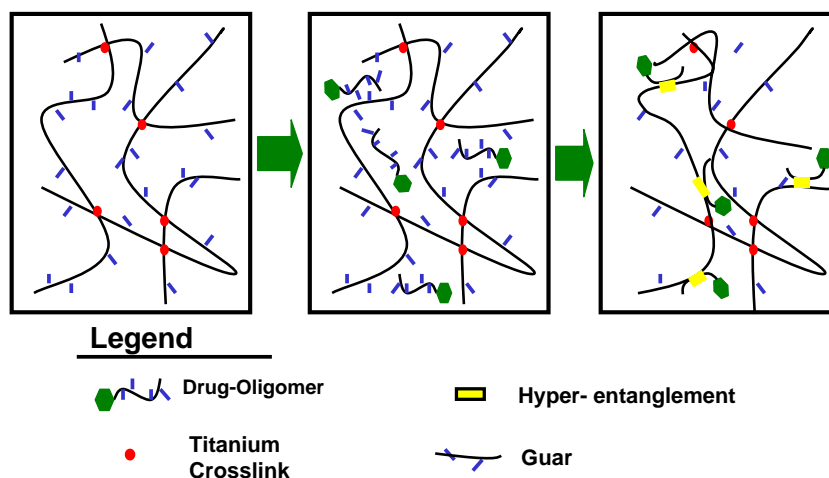 Legend
Drug-Oligomer
Hyper- entanglement
Titanium
Crosslink
Guar